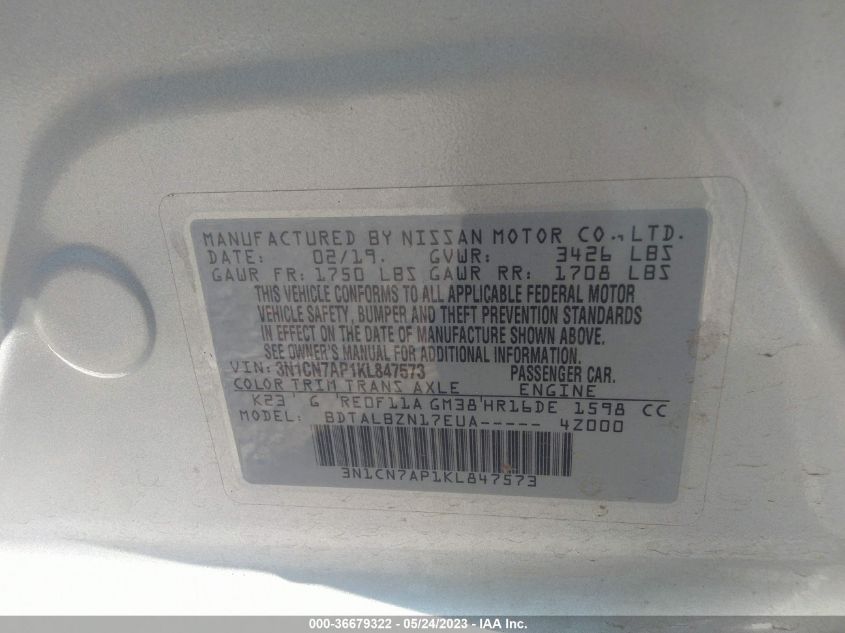 MANUFACTURED BY NISSAN MOTOR CO., LTD.
DATE: 02/19. GVWR: 3426 LBS
GAWR FR: 1750 LBS GAWR RR: 1708 LBS
THIS VEHICLE CONFORMS TO ALL APPLICABLE FEDERAL MOTOR
VEHICLE SAFETY, BUMPER AND THEFT PREVENTION STANDARDS
IN EFFECT ON THE DATE OF MANUFACTURE SHOWN ABOVE.
SEE OWNER'S MANUAL FOR ADDITIONAL INFORMATION.
VIN: 3N1CN7AP1KL847573 PASSENGER CAR.
COLOR TRIM TRANS AXLE ENGINE
K23 G RE0F11A GM38 HR16DE 1598 CC
MODEL: BDTALBZN17EUA----- 4Z000
3N1CN7AP1KL847573
000-36679322 - 05/24/2023 - IAA Inc.